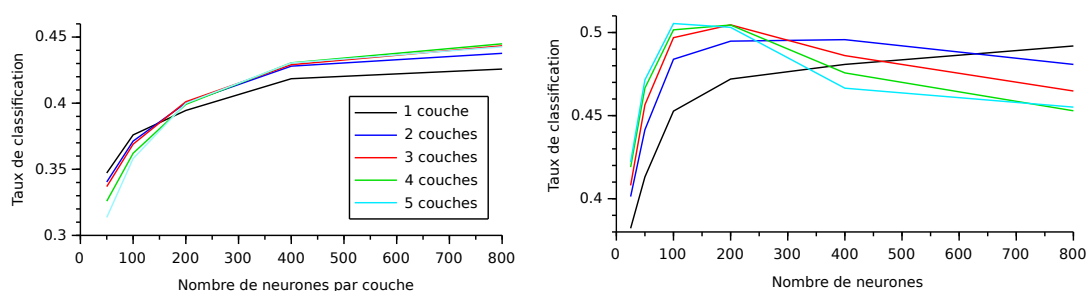 Taux de classification
0.45
0.4
0.35
0.3
0 100 200 300 400 500 600 700 800
Nombre de neurones par couche
1 couche
2 couches
3 couches
4 couches
5 couches
Taux de classification
0.5
0.45
0.4
0 100 200 300 400 500 600 700 800
Nombre de neurones